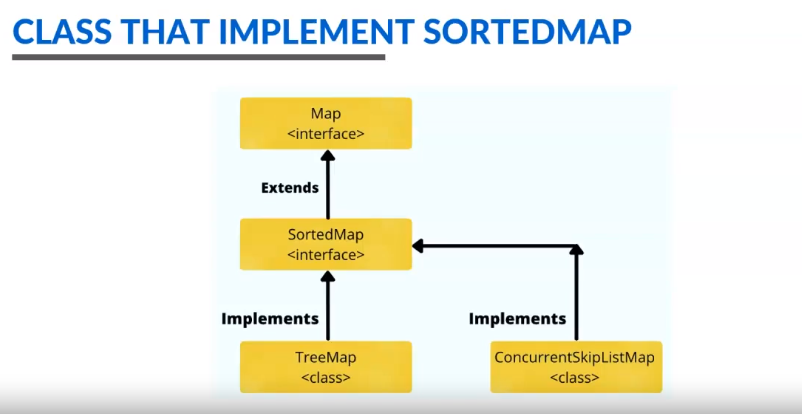 CLASS THAT IMPLEMENT SORTEDMAP
Map
<interface>
Extends
SortedMap
<interface>
Implements
Implements
TreeMap
<class>
ConcurrentSkipListMap
<class>